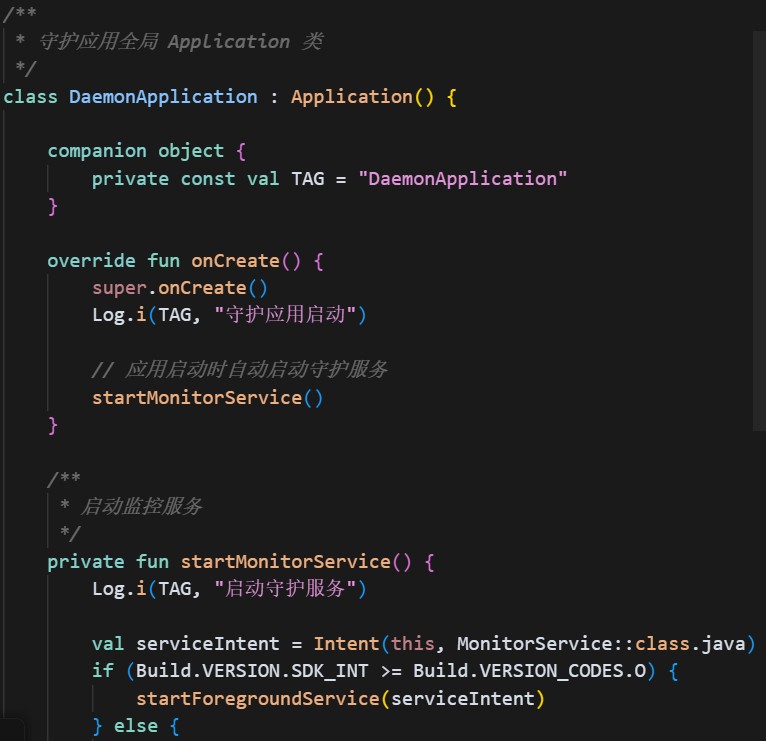 /**
 * 守护应用全局 Application 类
 */
class DaemonApplication : Application() {
    companion object {
        private const val TAG = "DaemonApplication"
    }
    override fun onCreate() {
        super.onCreate()
        Log.i(TAG, "守护应用启动")
        // 应用启动时自动启动守护服务
        startMonitorService()
    }
    /**
     * 启动监控服务
     */
    private fun startMonitorService() {
        Log.i(TAG, "启动守护服务")
        val serviceIntent = Intent(this, MonitorService::class.java)
        if (Build.VERSION.SDK_INT >= Build.VERSION_CODES.O) {
            startForegroundService(serviceIntent)
        } else {